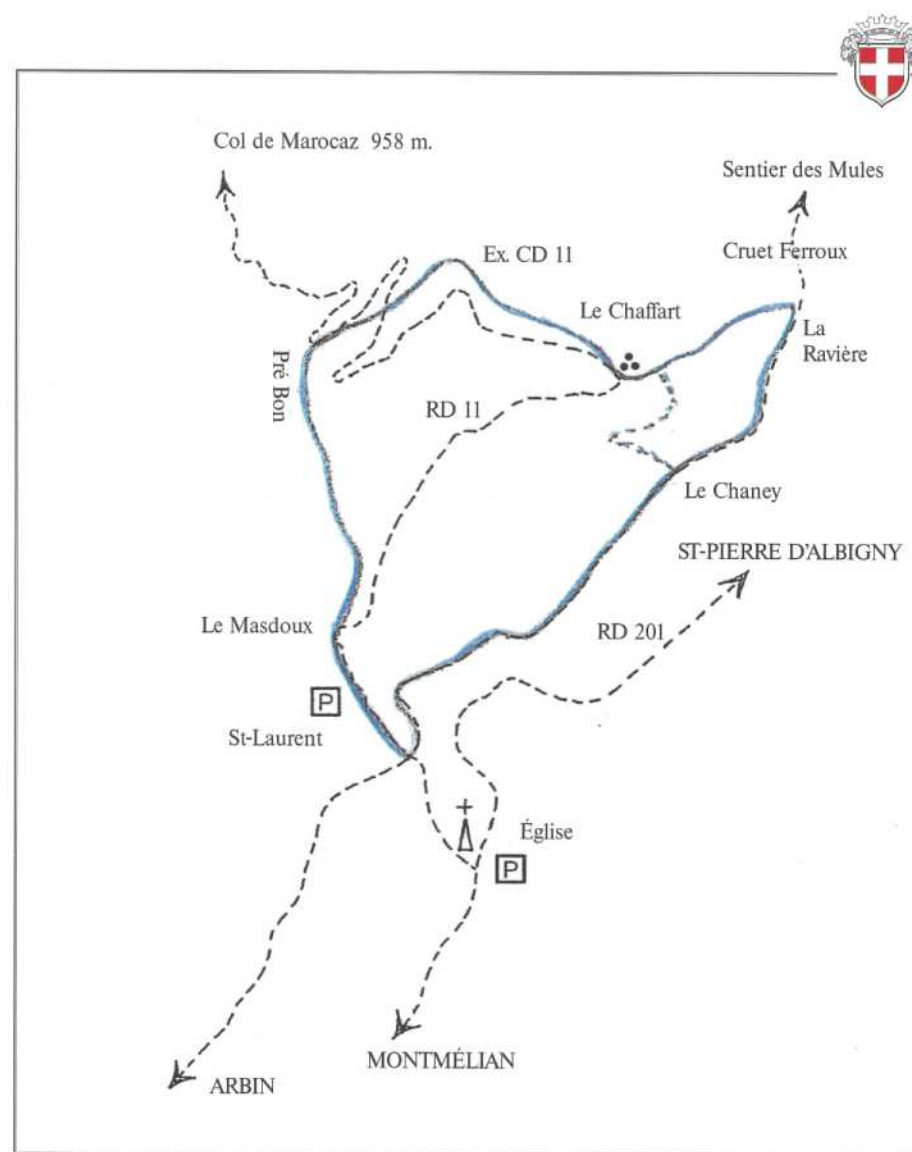 Col de Marocaz 958 m.
Sentier des Mules
Ex. CD 11
Cruet Ferroux
Le Chaffart
La
Ravière
Pré Bon
RD 11
Le Chaney
ST-PIERRE D'ALBIGNY
Le Masdoux
RD 201
P
St-Laurent
Église
P
MONTMÉLIAN
ARBIN